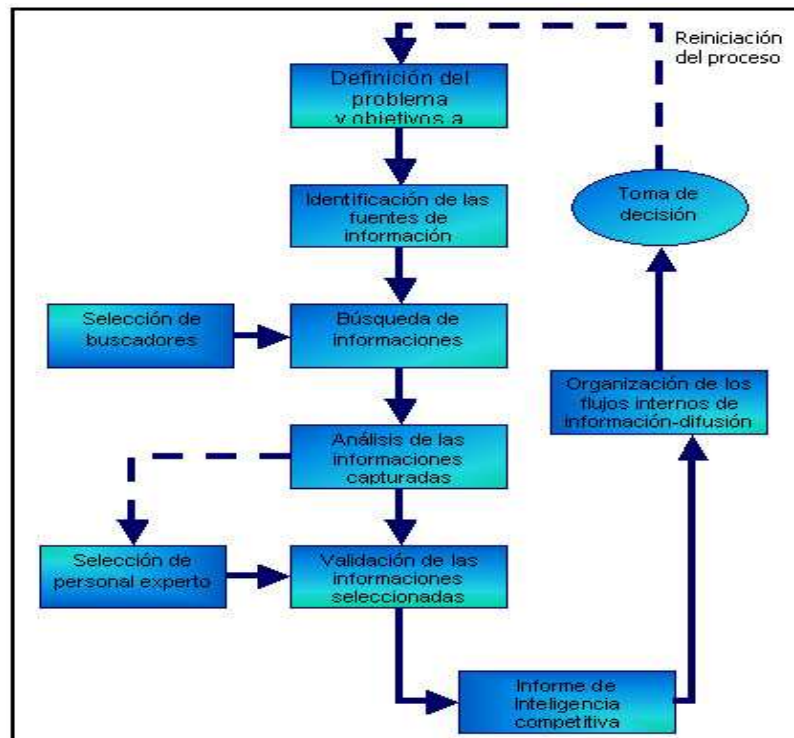 Reiniciación
del proceso
Definición del
problema
y objetivos a
Identificación de las
fuentes de
información
Toma de
decisión
Selección de
buscadores
Búsqueda de
informaciones
Organización de los
flujos internos de
información-difusión
Análisis de las
informaciones
capturadas
Selección de
personal experto
Validación de las
informaciones
seleccionadas
Informe de
Inteligencia
competitiva